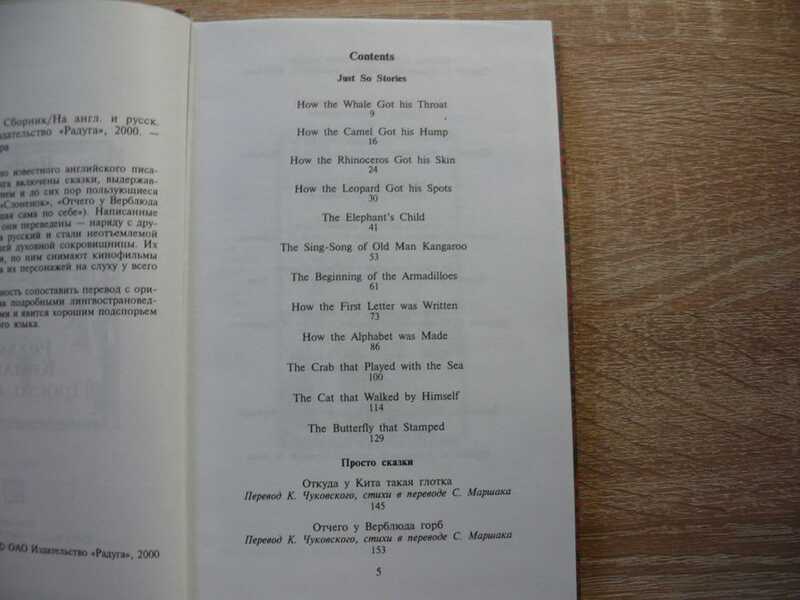 Сборник/На англ. и русск.
здательство «Радуга», 2000. —
ра
но известного английского писа-
га включены сказки, выдержав-
нем и до сих пор пользующиеся
«Слоненок», «Отчего у Верблюда
щая сама по себе»). Написанные
они переведены — наряду с дру-
а русский и стали неотъемлемой
шей духовной сокровищницы. Их
и, по ним снимают кинофильмы
а их персонажей на слуху у всего
ность сопоставить перевод с ори-
на подробными лингвострановед-
ми и явится хорошим подспорьем
ого языка.
© ОАО Издательство «Радуга», 2000
Contents
Just So Stories
How the Whale Got his Throat
9
How the Camel Got his Hump
16
How the Rhinoceros Got his Skin
24
How the Leopard Got his Spots
30
The Elephant's Child
41
The Sing-Song of Old Man Kangaroo
53
The Beginning of the Armadilloes
61
How the First Letter was Written
73
How the Alphabet was Made
86
The Crab that Played with the Sea
100
The Cat that Walked by Himself
114
The Butterfly that Stamped
129
Просто сказки
Откуда у Кита такая глотка
Перевод К. Чуковского, стихи в переводе С. Маршака
145
Отчего у Верблюда горб
Перевод К. Чуковского, стихи в переводе С. Маршака
153
5